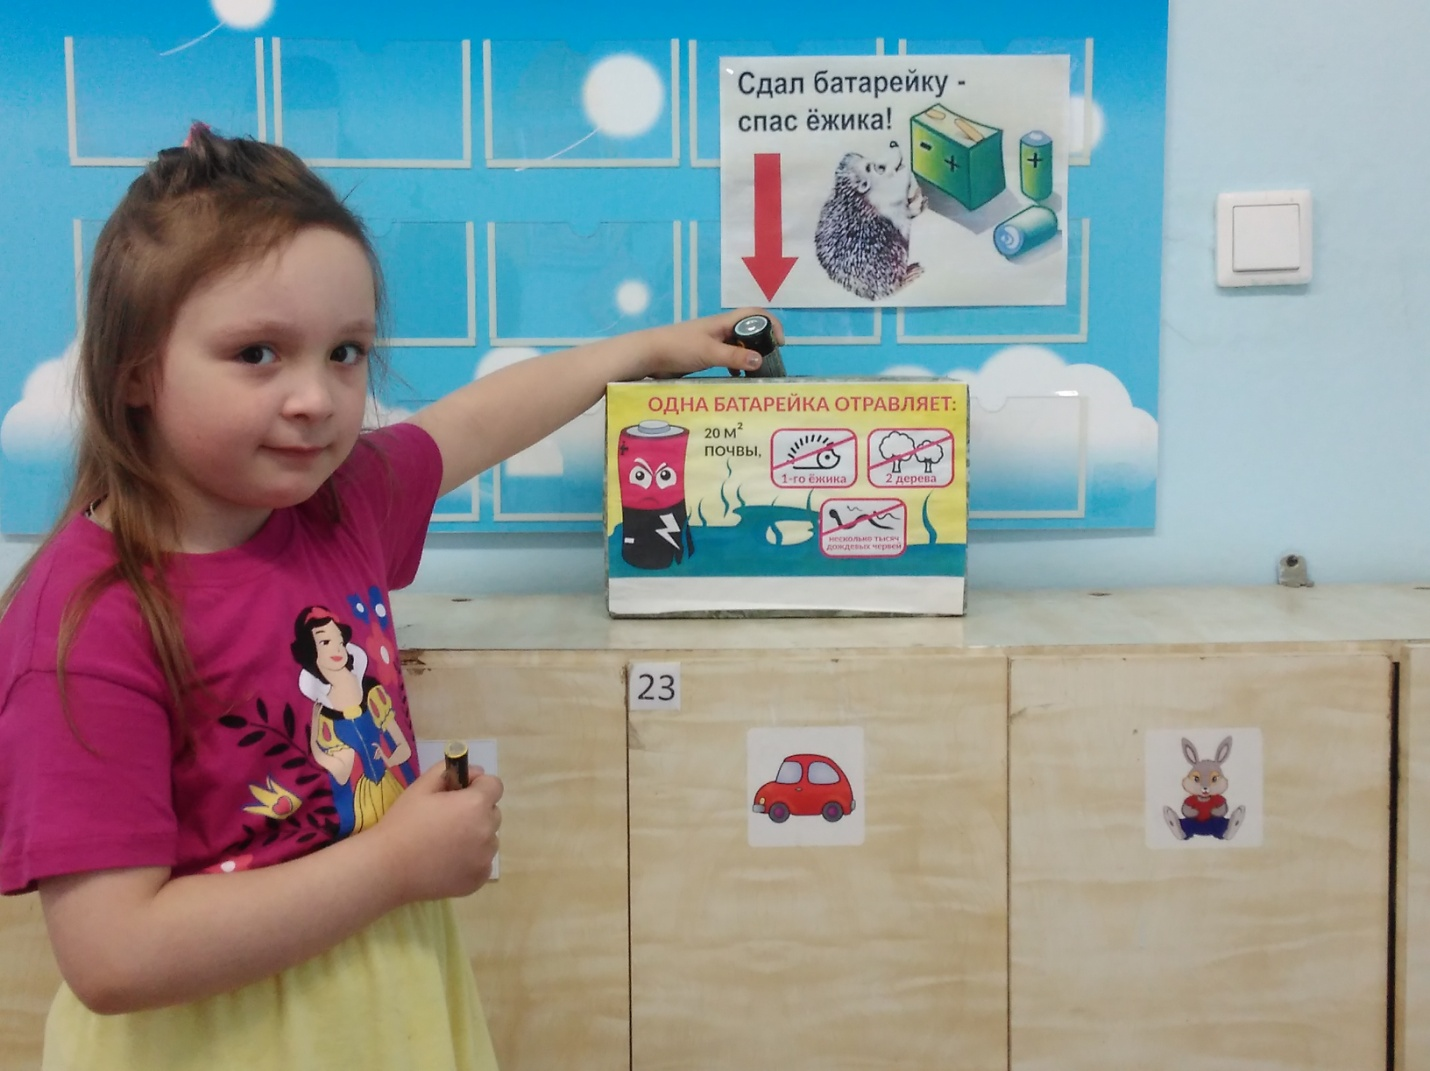 Сдал батарейку -
спас ёжика!
ОДНА БАТАРЕЙКА ОТРАВЛЯЕТ:
20 М²
ПОЧВЫ,
1-го ёжика
2 дерева
несколько тысяч
дождевых червей
23